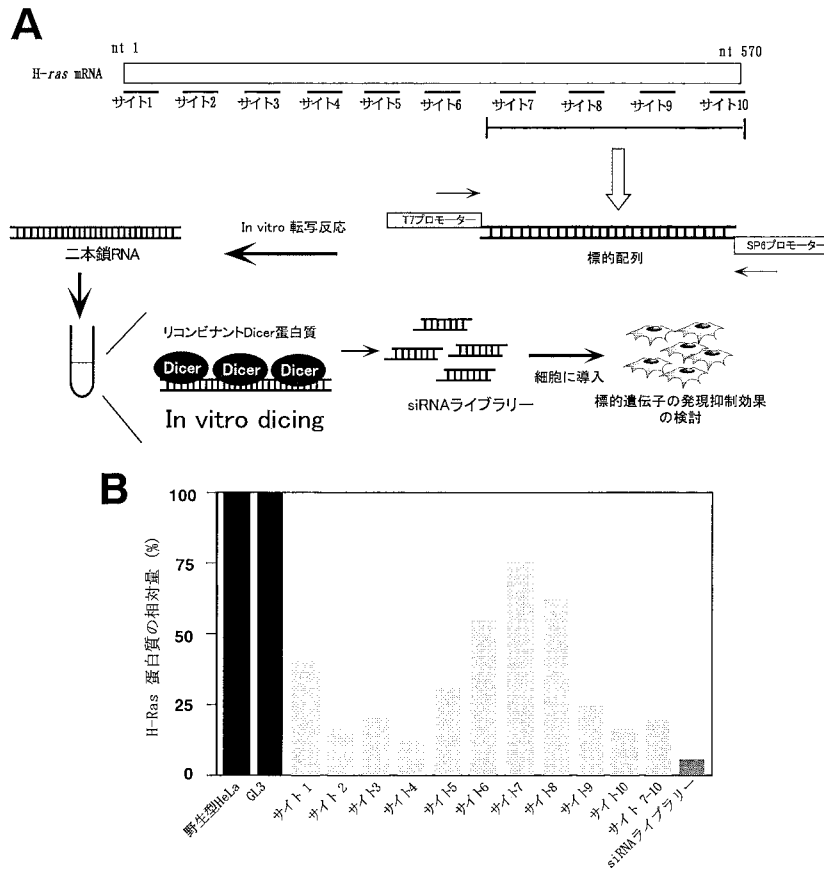 A
nt 1
nt 570
H-ras mRNA
サイト1 サイト2 サイト3 サイト4 サイト5 サイト6 サイト7 サイト8 サイト9 サイト10
T7プロモーター
In vitro 転写反応
二本鎖RNA
標的配列
SP6プロモーター
リコンビナントDicer蛋白質
Dicer Dicer Dicer
In vitro dicing
siRNAライブラリー
細胞に導入
標的遺伝子の発現抑制効果
の検討
B
H-Ras 蛋白質の相対量 (%)
100
75
50
25
0
野生型HeLa
GL3
サイト1
サイト2
サイト3
サイト4
サイト5
サイト6
サイト7
サイト8
サイト9
サイト10
サイト 7-10
siRNAライブラリー